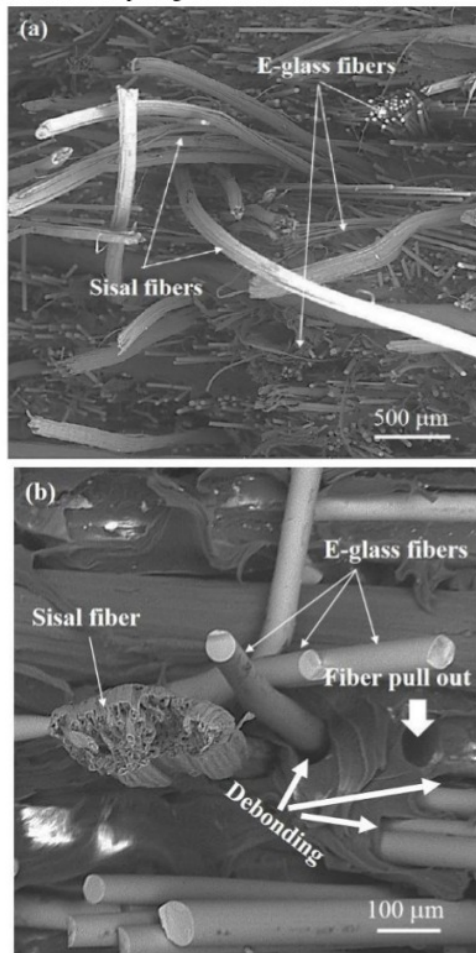 (a)
E-glass fibers
Sisal fibers
500 μm
(b)
E-glass fibers
Sisal fiber
Fiber pull out
Debonding
100 μm